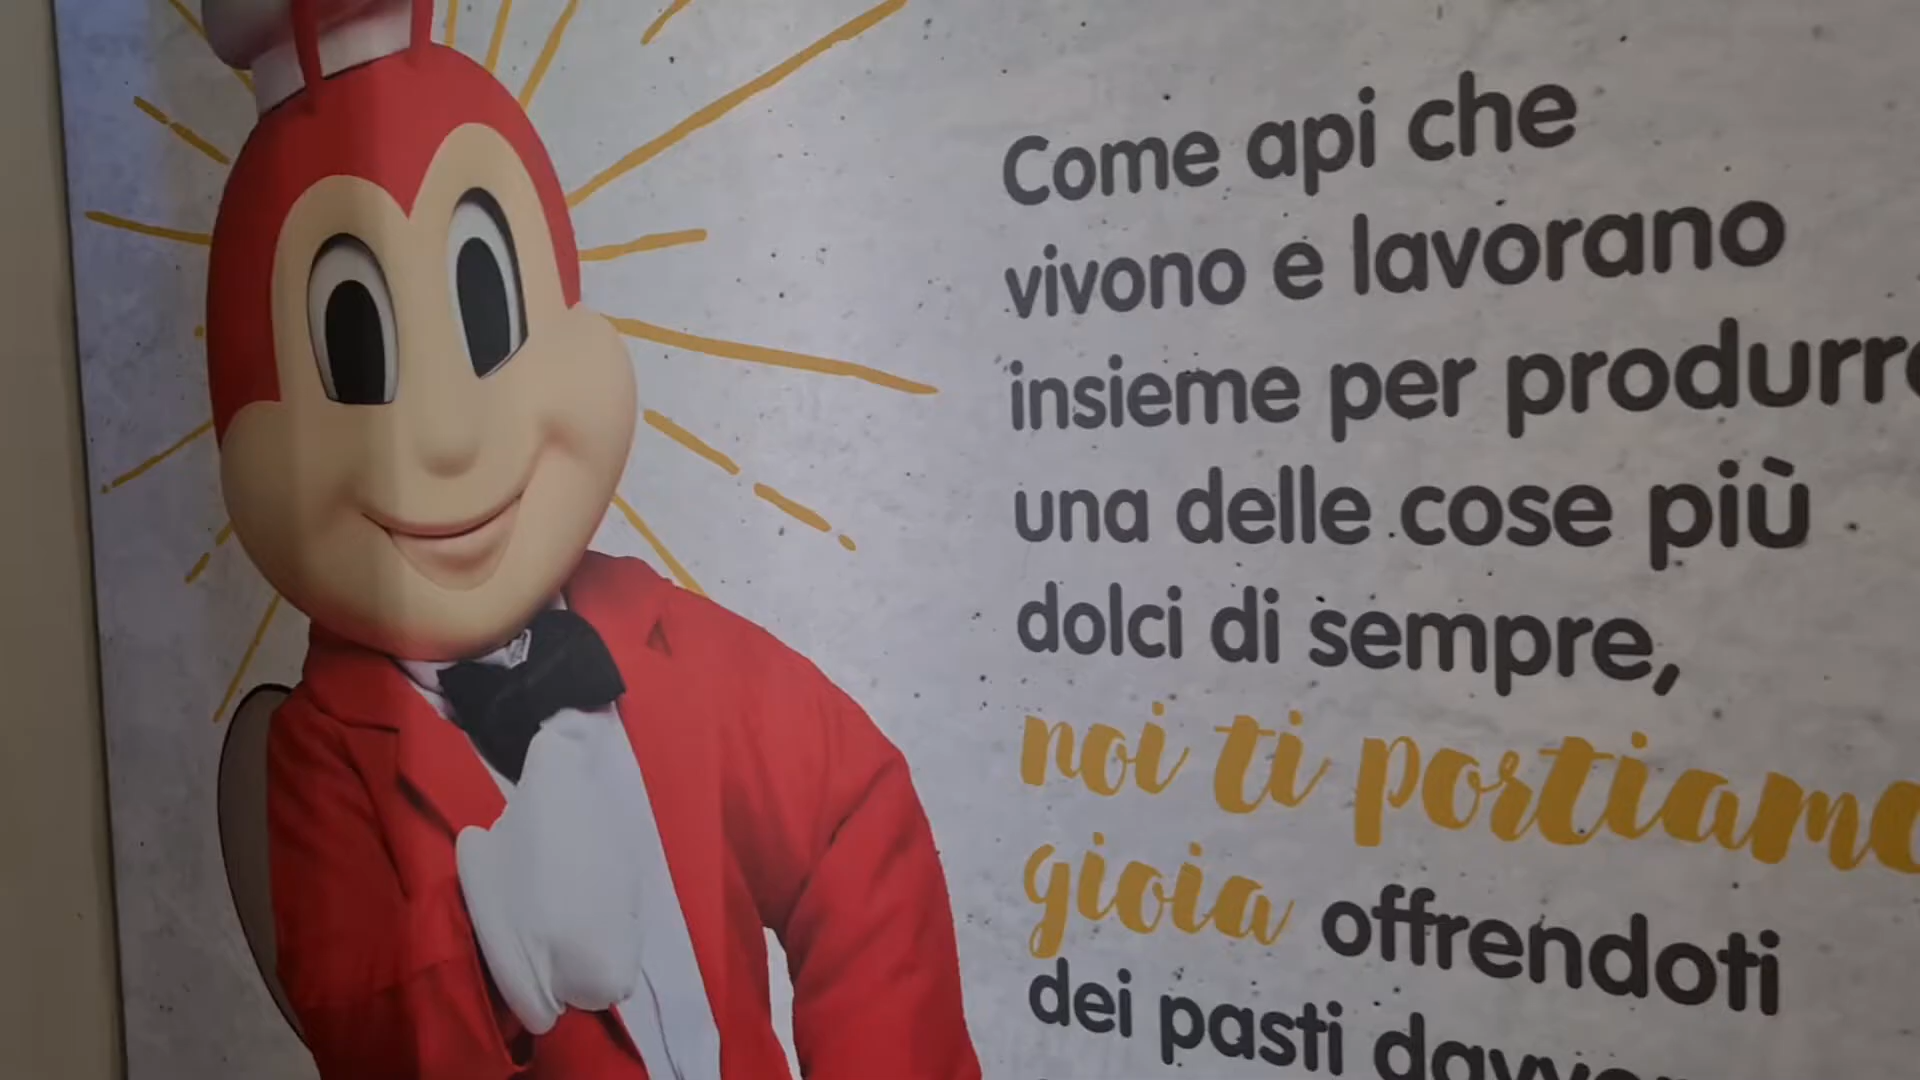 Come api che
vivono e lavorano
insieme per produrre
una delle cose più
dolci di sempre,
noi ti portiamo
gioia offrendoti
dei pasti